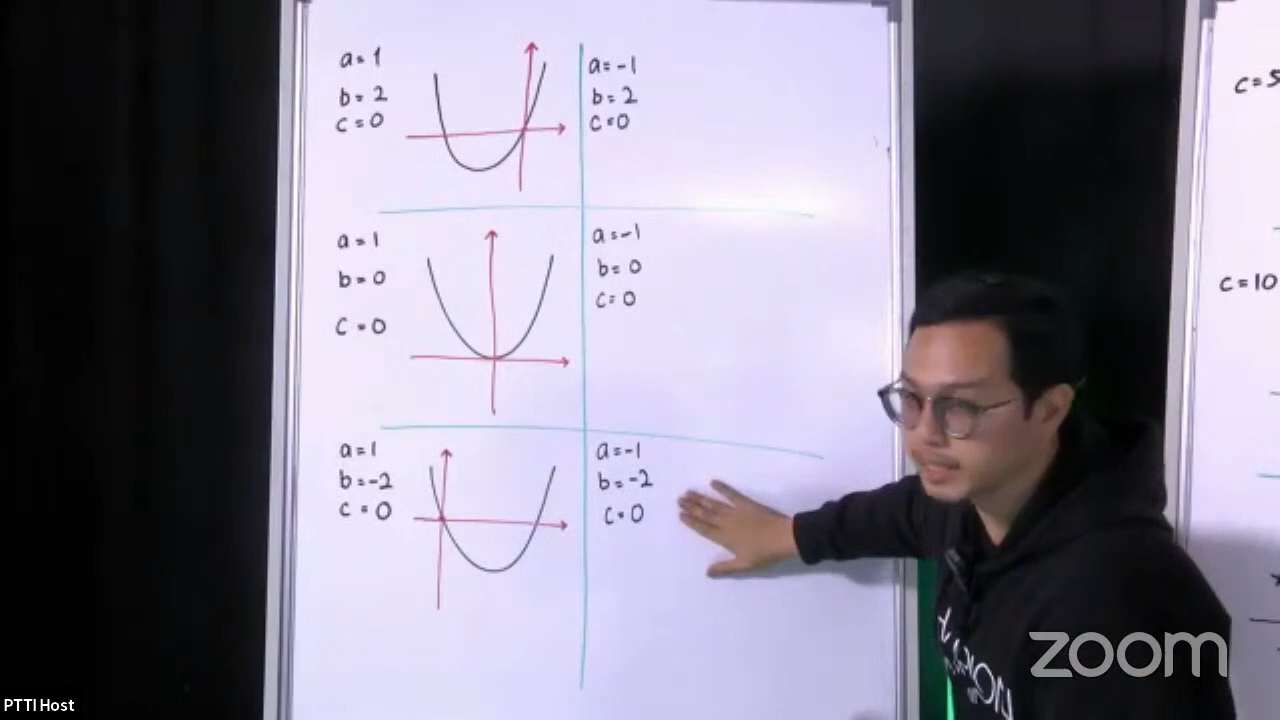 a=1
b=2
c=0
a=-1
b=2
c=0
a=1
b=0
c=0
a=-1
b=0
c=0
a=1
b=-2
c=0
a=-1
b=-2
c=0
c=10
zoom
PTTI Host